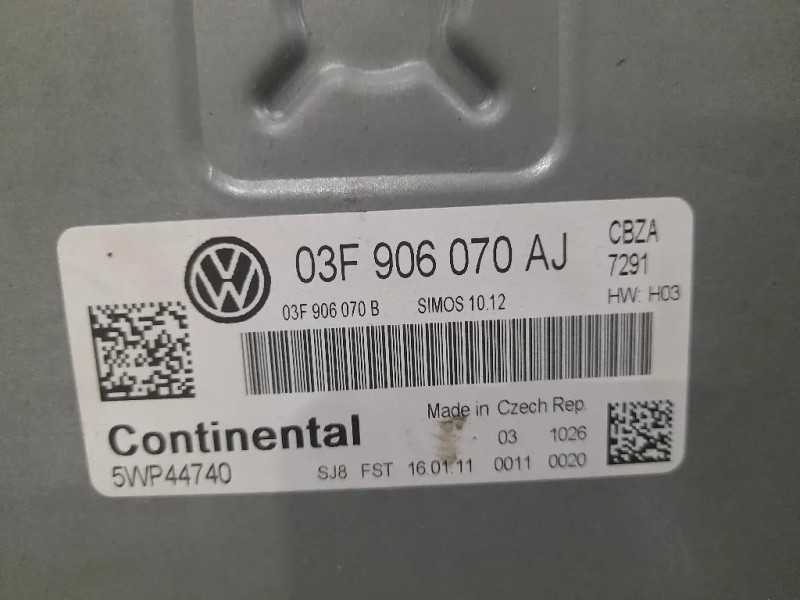 03F 906 070 AJ CBZA
7291
03F 906 070 B SIMOS 10.12 HW: H03
Made in Czech Rep.
Continental 03 1026
5WP44740 SJ8 FST 16.01.11 0011 0020